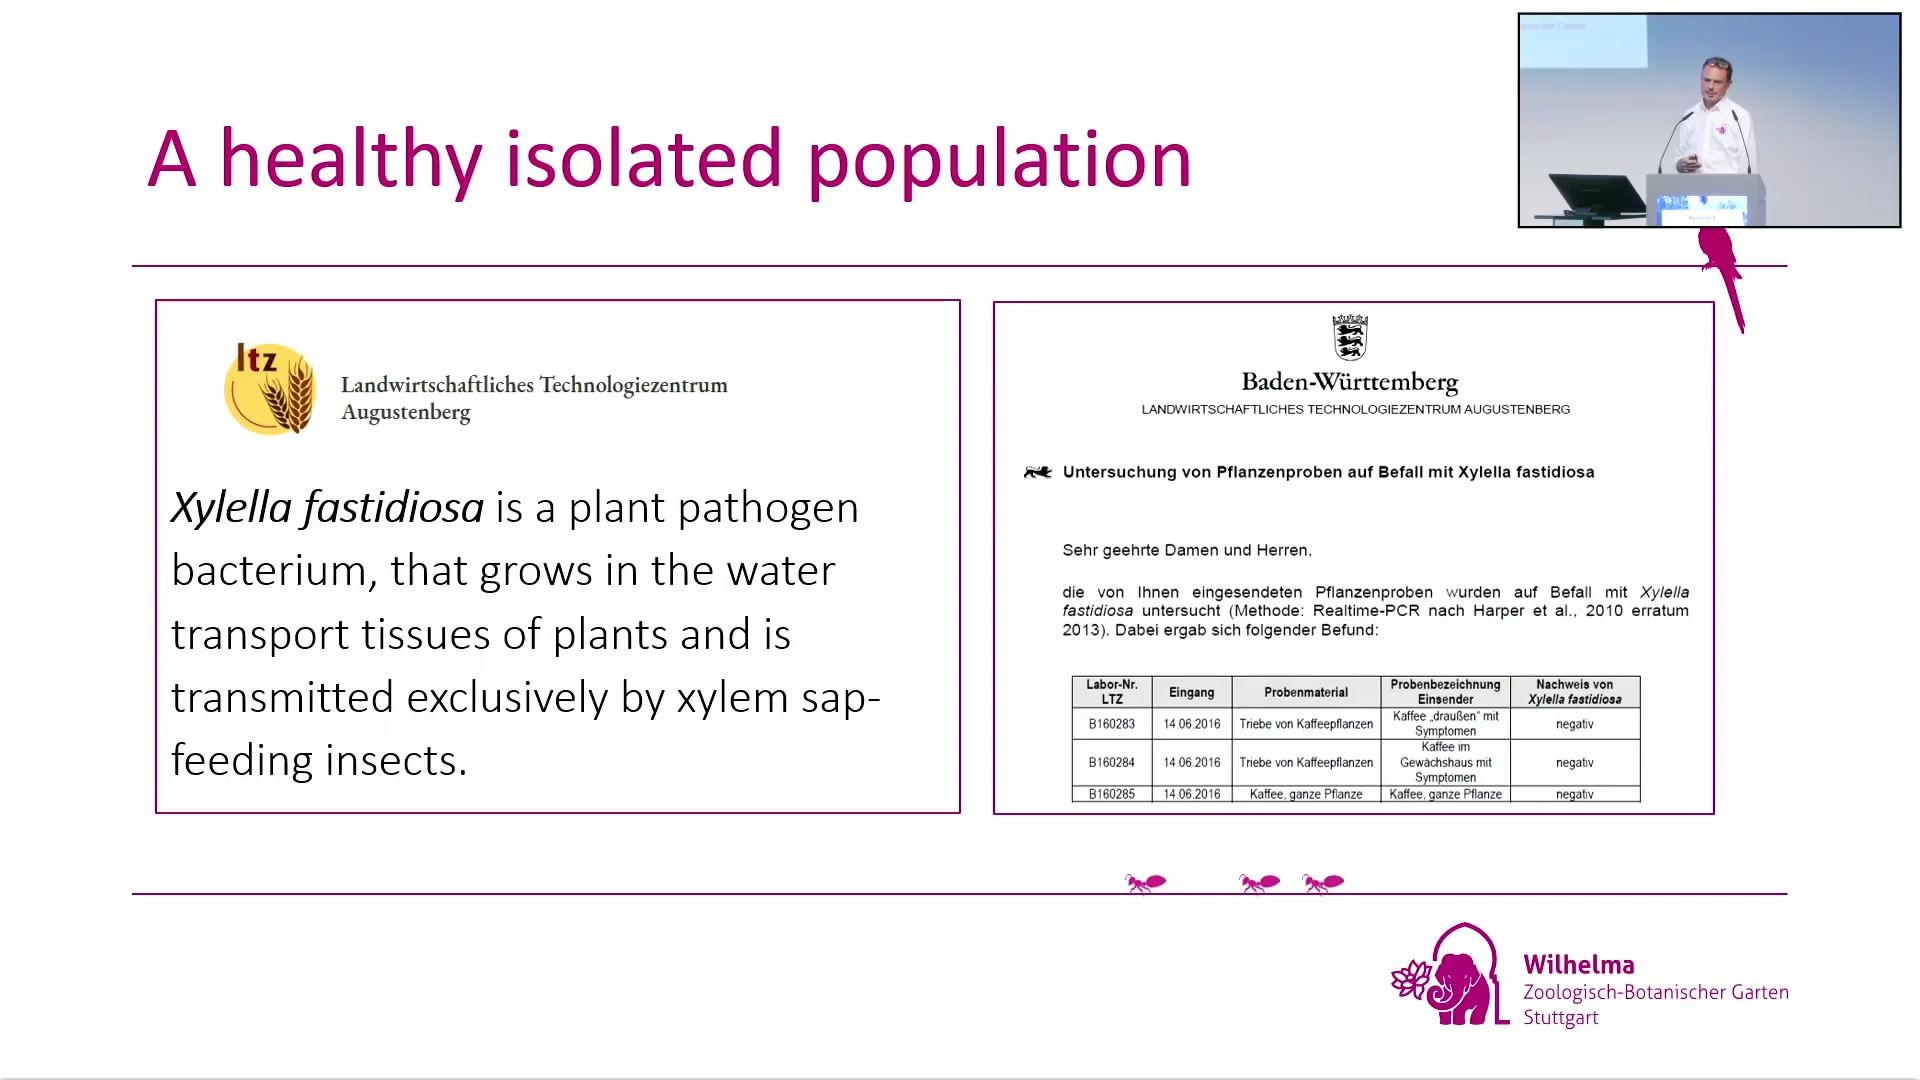 A healthy isolated population
ltz
Landwirtschaftliches Technologiezentrum
Augustenberg
Xylella fastidiosa is a plant pathogen
bacterium, that grows in the water
transport tissues of plants and is
transmitted exclusively by xylem sap-
feeding insects.
Baden-Württemberg
LANDWIRTSCHAFTLICHES TECHNOLOGIEZENTRUM AUGUSTENBERG
Untersuchung von Pflanzenproben auf Befall mit Xylella fastidiosa
Sehr geehrte Damen und Herren,
die von Ihnen eingesendeten Pflanzenproben wurden auf Befall mit Xylella
fastidiosa untersucht (Methode: Realtime-PCR nach Harper et al., 2010 erratum
2013). Dabei ergab sich folgender Befund:
Labor-Nr. LTZ Eingang Probenmaterial Probenbezeichnung Einsender Nachweis von Xylella fastidiosa
B160283 14.06.2016 Triebe von Kaffeepflanzen Kaffee „draußen“ mit Symptomen negativ
B160284 14.06.2016 Triebe von Kaffeepflanzen Kaffee im Gewächshaus mit Symptomen negativ
B160285 14.06.2016 Kaffee, ganze Pflanze Kaffee, ganze Pflanze negativ
Wilhelma
Zoologisch-Botanischer Garten
Stuttgart